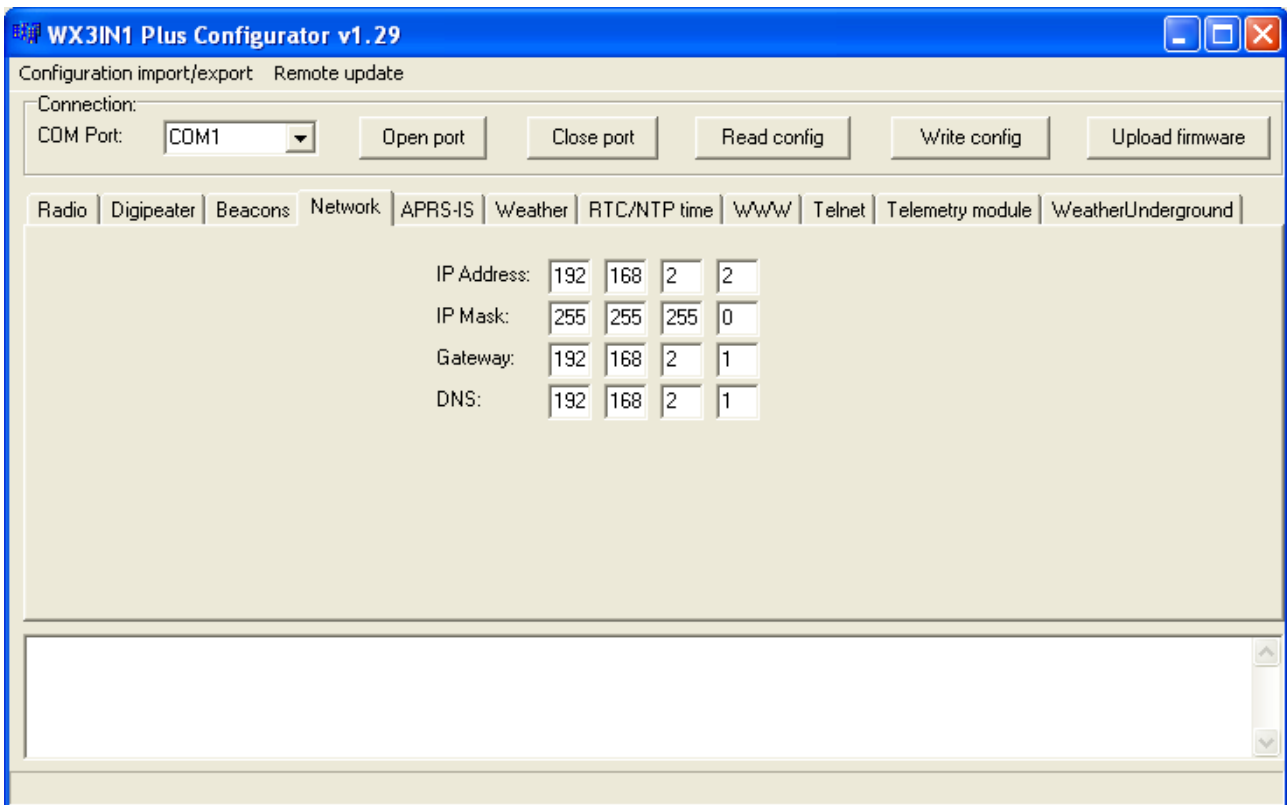 WX3IN1 Plus Configurator v1.29
Configuration import/export Remote update
Connection:
COM Port: COM1 Open port Close port Read config Write config Upload firmware
Radio Digipeater Beacons Network APRS-IS Weather RTC/NTP time WWW Telnet Telemetry module WeatherUnderground
IP Address: 192 168 2 2
IP Mask: 255 255 255 0
Gateway: 192 168 2 1
DNS: 192 168 2 1